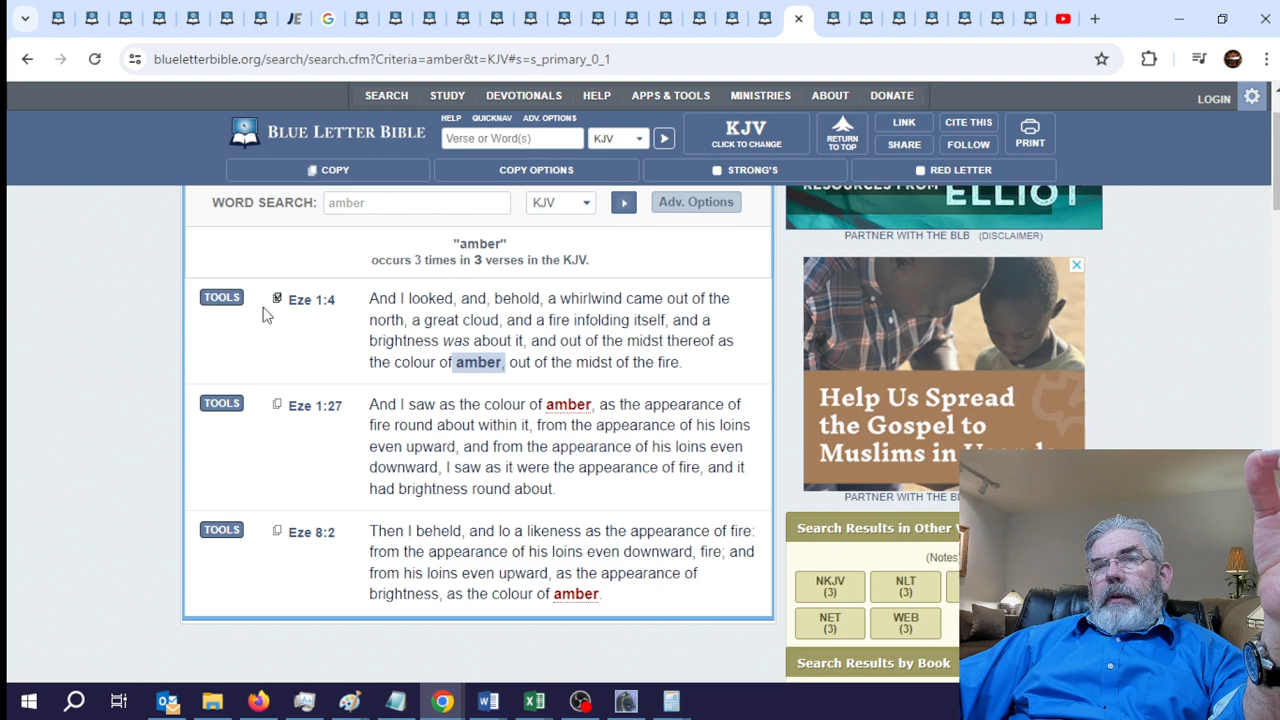 JE
blueletterbible.org/search/search.cfm?Criteria=amber&t=KJV#s=s_primary_0_1
SEARCH STUDY DEVOTIONALS HELP APPS & TOOLS MINISTRIES ABOUT DONATE
LOGIN
BLUE LETTER BIBLE
HELP QUICKNAV ADV. OPTIONS
Verse or Word(s) KJV
KJV
CLICK TO CHANGE
RETURN
TO TOP
LINK CITE THIS
SHARE FOLLOW
PRINT
COPY COPY OPTIONS STRONG'S RED LETTER
WORD SEARCH: amber KJV Adv. Options
RESOURCES FROM
ELLIOT
PARTNER WITH THE BLB (DISCLAIMER)
"amber"
occurs 3 times in 3 verses in the KJV.
TOOLS Eze 1:4 And I looked, and, behold, a whirlwind came out of the
north, a great cloud, and a fire infolding itself, and a
brightness was about it, and out of the midst thereof as
the colour of amber, out of the midst of the fire.
TOOLS Eze 1:27 And I saw as the colour of amber, as the appearance of
fire round about within it, from the appearance of his loins
even upward, and from the appearance of his loins even
downward, I saw as it were the appearance of fire, and it
had brightness round about.
TOOLS Eze 8:2 Then I beheld, and lo a likeness as the appearance of fire:
from the appearance of his loins even downward, fire; and
from his loins even upward, as the appearance of
brightness, as the colour of amber.
Help Us Spread
the Gospel to
Muslims in
PARTNER WITH THE
Search Results in Other
(Notes)
NKJV
(3)
NLT
(3)
NET
(3)
WEB
(3)
Search Results by Book